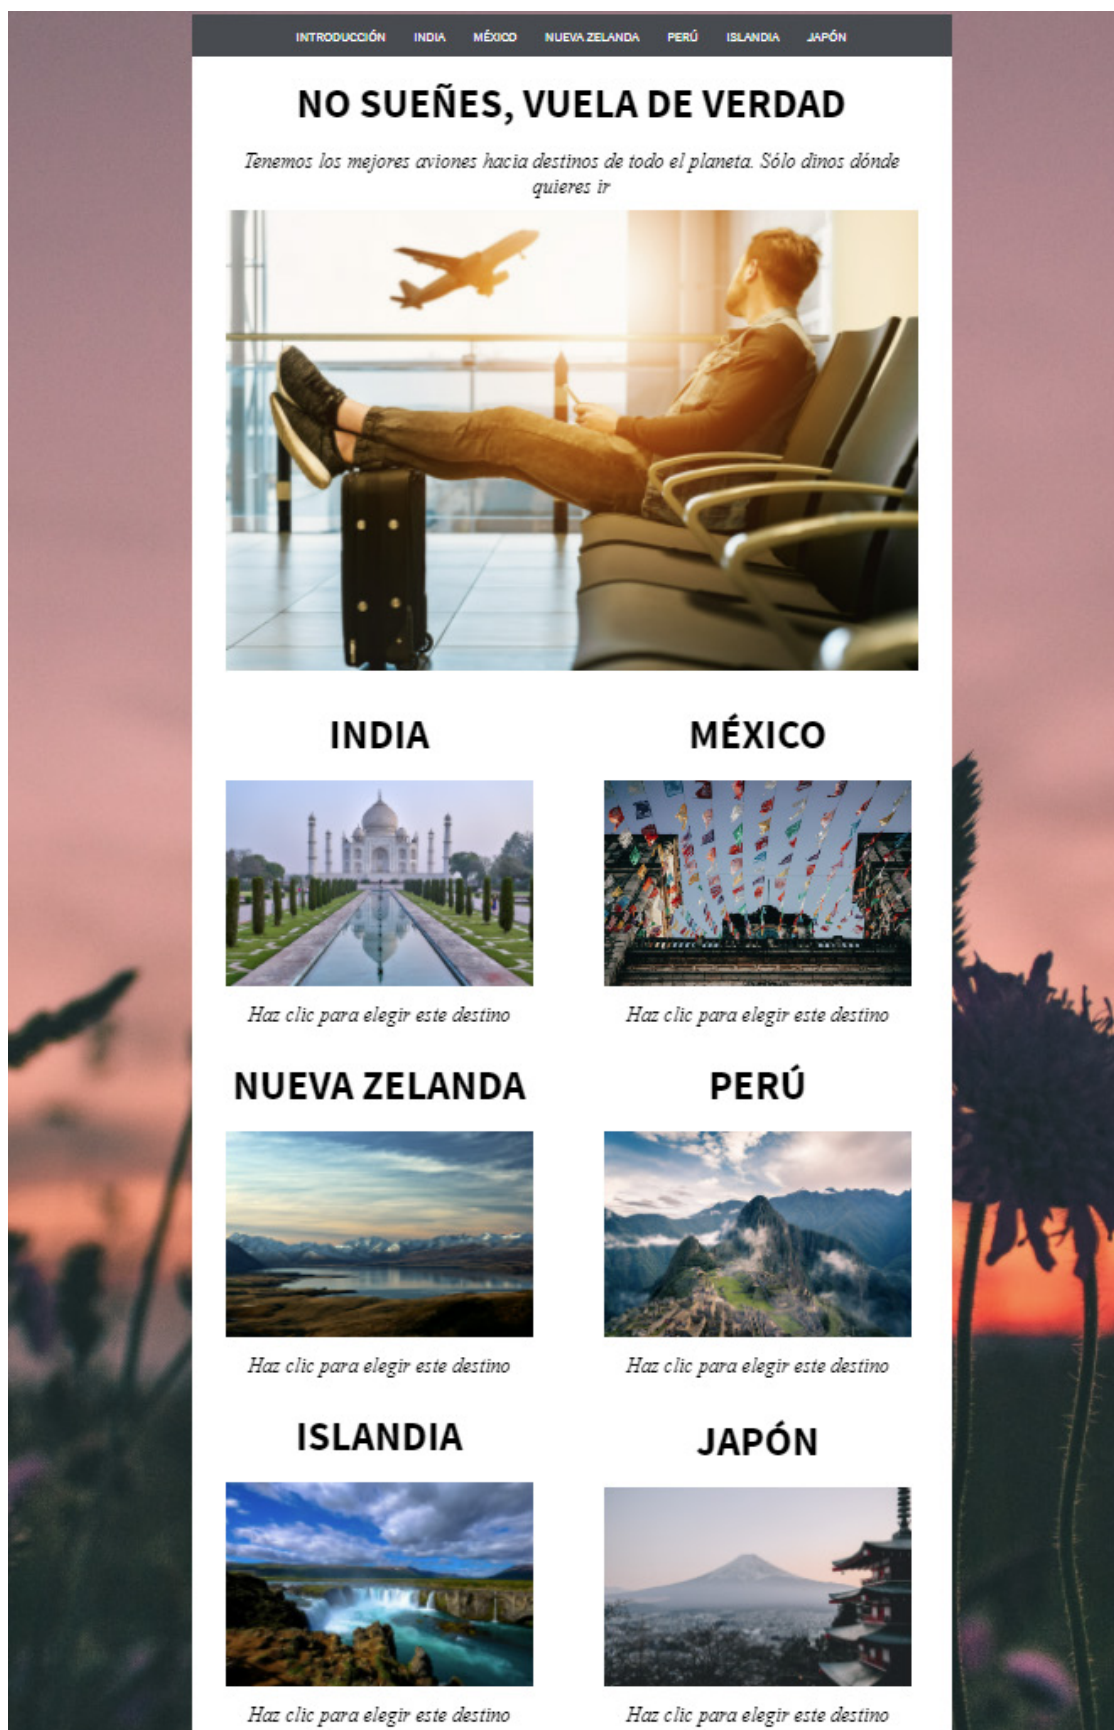 INTRODUCCIÓN INDIA MÉXICO NUEVA ZELANDA PERÚ ISLANDIA JAPÓN
NO SUEÑES, VUELA DE VERDAD
Tenemos los mejores aviones hacia destinos de todo el planeta. Sólo dinos dónde
quieres ir
INDIA
MÉXICO
Haz clic para elegir este destino
Haz clic para elegir este destino
NUEVA ZELANDA
PERÚ
Haz clic para elegir este destino
Haz clic para elegir este destino
ISLANDIA
JAPÓN
Haz clic para elegir este destino
Haz clic para elegir este destino